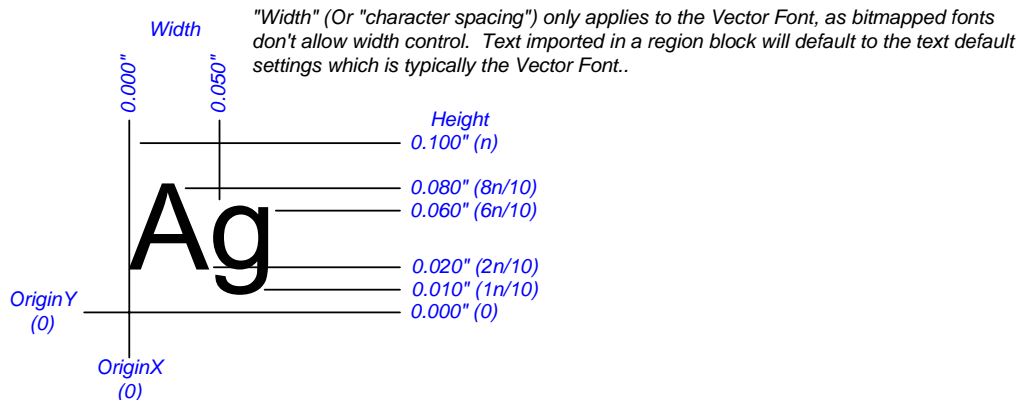 "Width" (Or "character spacing") only applies to the Vector Font, as bitmapped fonts
don't allow width control.  Text imported in a region block will default to the text default
settings which is typically the Vector Font..
Width
0.000"
0.050"
Height
0.100" (n)
0.080" (8n/10)
0.060" (6n/10)
Ag
0.020" (2n/10)
0.010" (1n/10)
0.000" (0)
OriginY
(0)
OriginX
(0)